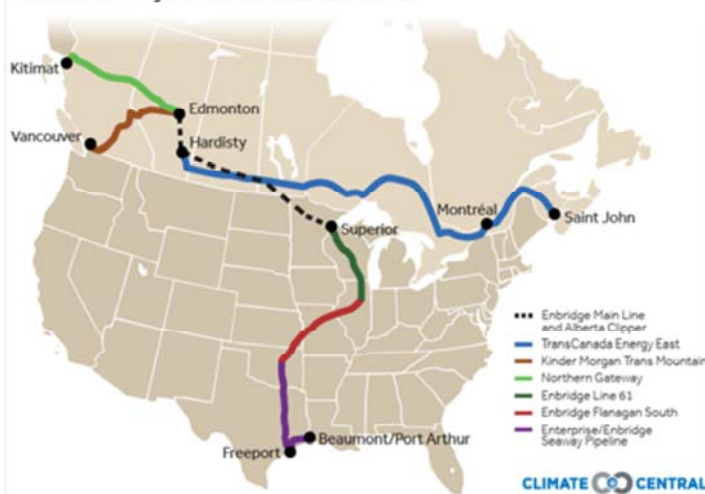 Kitimat
Edmonton
Vancouver
Hardisty
Montréal
Saint John
Superior
Enbridge Main Line
and Alberta Clipper
TransCanada Energy East
Kinder Morgan Trans Mountain
Northern Gateway
Enbridge Line 61
Enbridge Flanagan South
Enterprise/Enbridge
Seaway Pipeline
Beaumont/Port Arthur
Freeport
CLIMATE CENTRAL